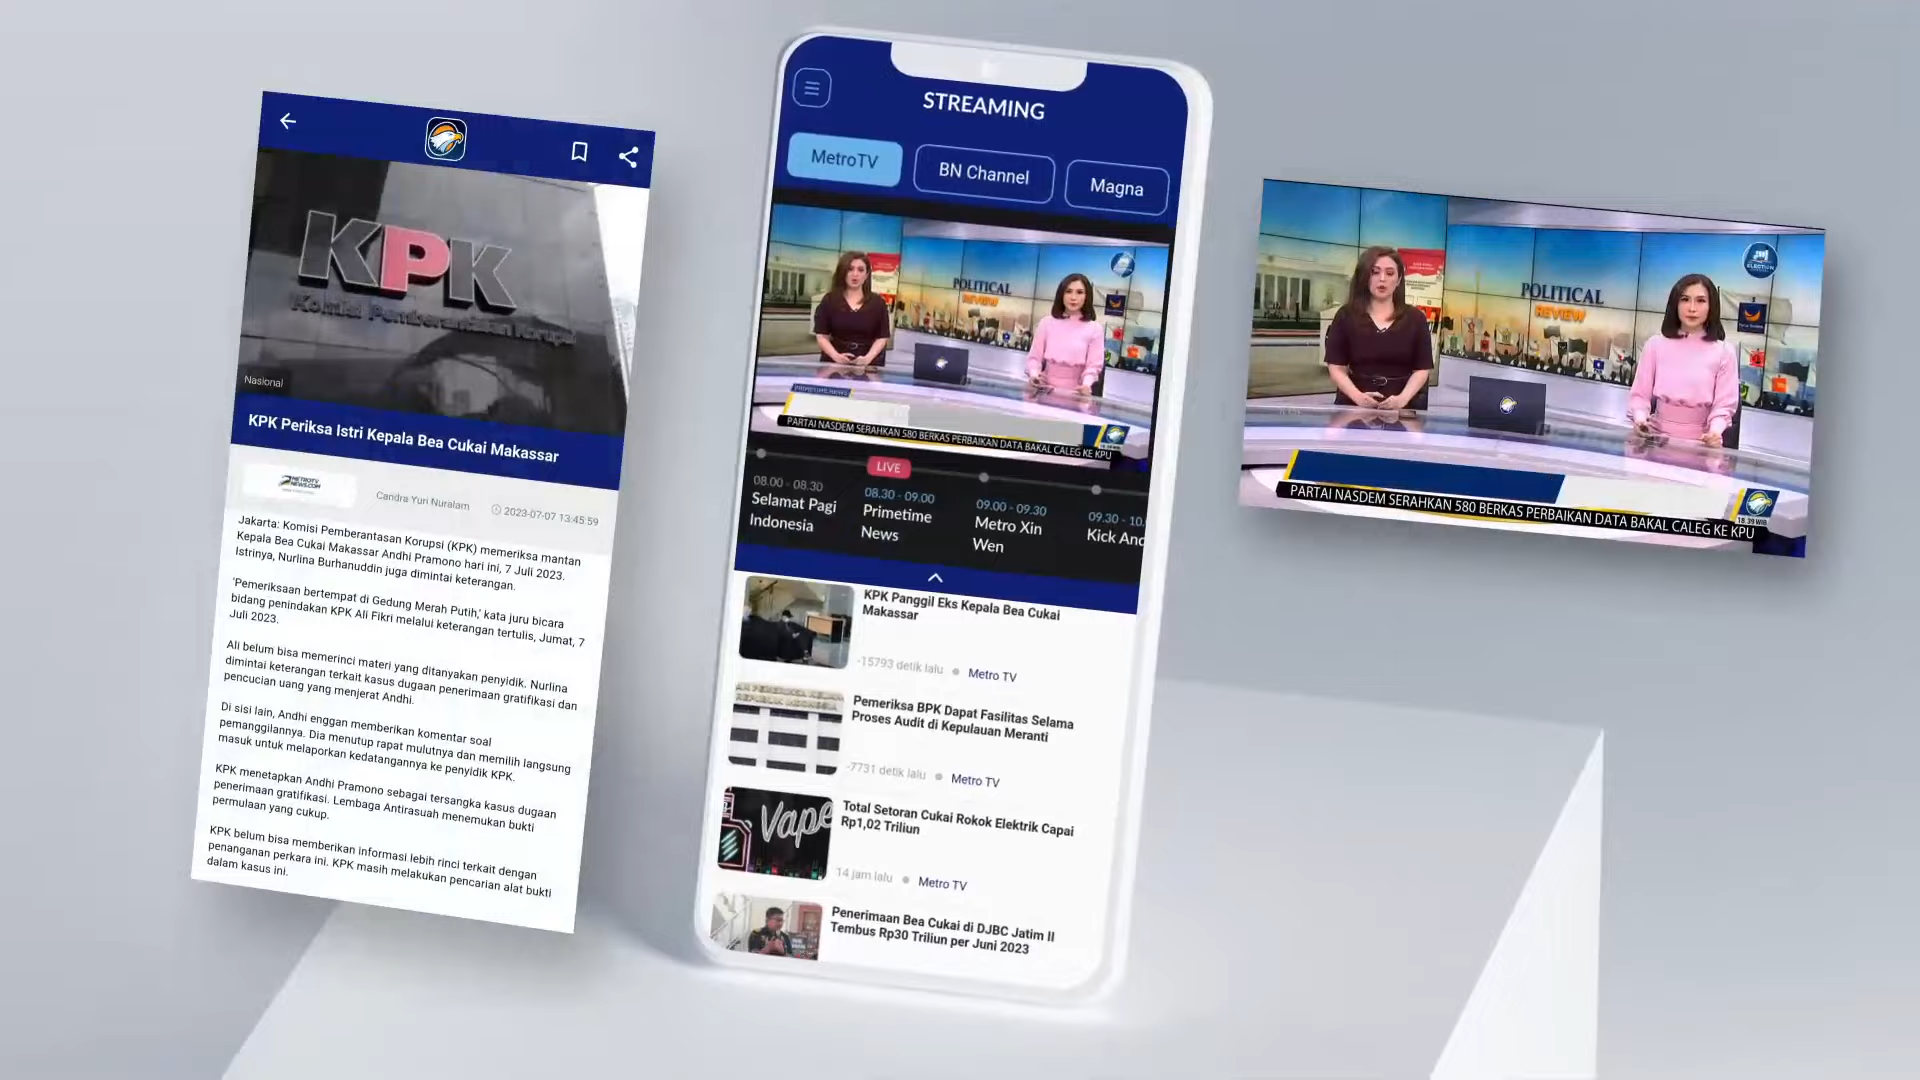 KPK
Komisi Pemberantasan Korupsi
Nasional
KPK Periksa Istri Kepala Bea Cukai Makassar
METROTV
NEWS.COM
Candra Yuri Nuralam
2023-07-07 13:45:59
Jakarta: Komisi Pemberantasan Korupsi (KPK) memeriksa mantan
Kepala Bea Cukai Makassar Andhi Pramono hari ini, 7 Juli 2023.
Istrinya, Nurlina Burhanuddin juga dimintai keterangan.
'Pemeriksaan bertempat di Gedung Merah Putih,' kata juru bicara
bidang penindakan KPK Ali Fikri melalui keterangan tertulis, Jumat, 7
Juli 2023.
Ali belum bisa memerinci materi yang ditanyakan penyidik. Nurlina
dimintai keterangan terkait kasus dugaan penerimaan gratifikasi dan
pencucian uang yang menjerat Andhi.
Di sisi lain, Andhi enggan memberikan komentar soal
pemanggilannya. Dia menutup rapat mulutnya dan memilih langsung
masuk untuk melaporkan kedatangannya ke penyidik KPK.
KPK menetapkan Andhi Pramono sebagai tersangka kasus dugaan
penerimaan gratifikasi. Lembaga Antirasuah menemukan bukti
permulaan yang cukup.
KPK belum bisa memberikan informasi lebih rinci terkait dengan
penanganan perkara ini. KPK masih melakukan pencarian alat bukti
dalam kasus ini.
STREAMING
MetroTV
BN Channel
Magna
POLITICAL
REVIEW
PRIMETIME NEWS
PARTAI NASDEM SERAHKAN 580 BERKAS PERBAIKAN DATA BAKAL CALEG KE KPU
LIVE
08.00 - 08.30
Selamat Pagi
Indonesia
08.30 - 09.00
Primetime
News
09.00 - 09.30
Metro Xin
Wen
09.30 - 10.
Kick And
KPK Panggil Eks Kepala Bea Cukai
Makassar
-15793 detik lalu
Metro TV
Pemeriksa BPK Dapat Fasilitas Selama
Proses Audit di Kepulauan Meranti
-7731 detik lalu
Metro TV
Vape
Total Setoran Cukai Rokok Elektrik Capai
Rp1,02 Triliun
14 jam lalu
Metro TV
Penerimaan Bea Cukai di DJBC Jatim II
Tembus Rp30 Triliun per Juni 2023
POLITICAL
REVIEW
PARTAI NASDEM SERAHKAN 580 BERKAS PERBAIKAN DATA BAKAL CALEG KE KPU
18.39 WIB